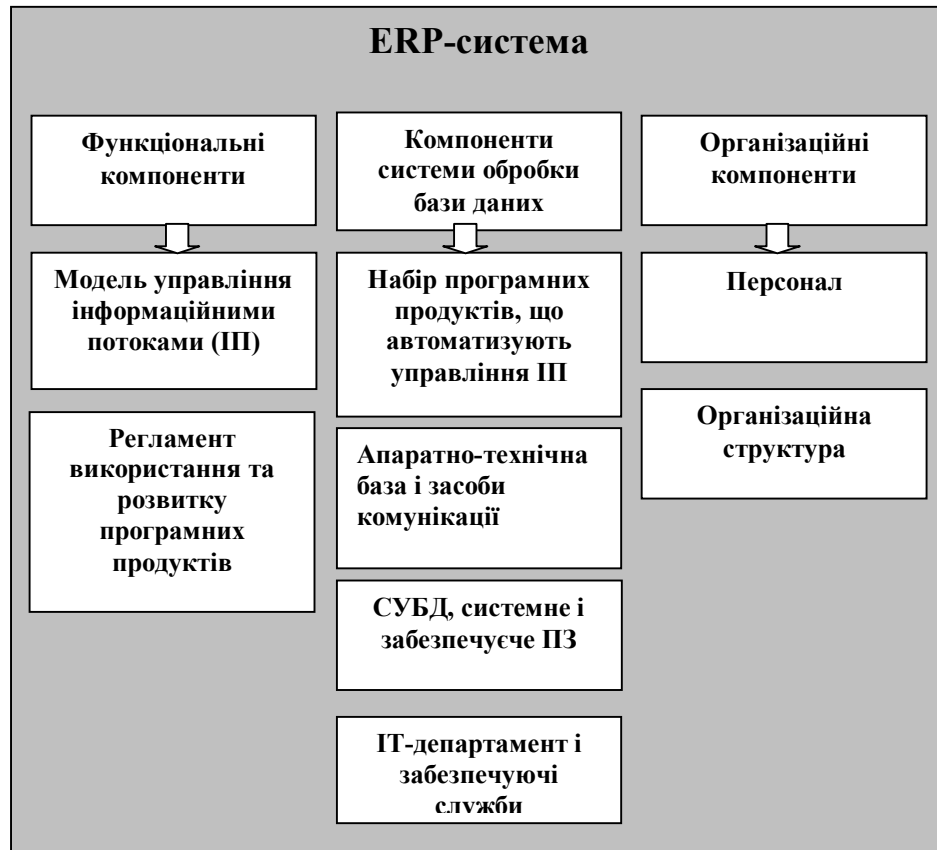 ERP-система
Функціональні
компоненти
Компоненти
системи обробки
бази даних
Організаційні
компоненти
Модель управління
інформаційними
потоками (ІП)
Набір програмних
продуктів, що
автоматизують
управління ІП
Персонал
Регламент
використання та
розвитку
програмних
продуктів
Апаратно-технічна
база і засоби
комунікації
Організаційна
структура
СУБД, системне і
забезпечуєче ПЗ
ІТ-департамент і
забезпечуючі
служби